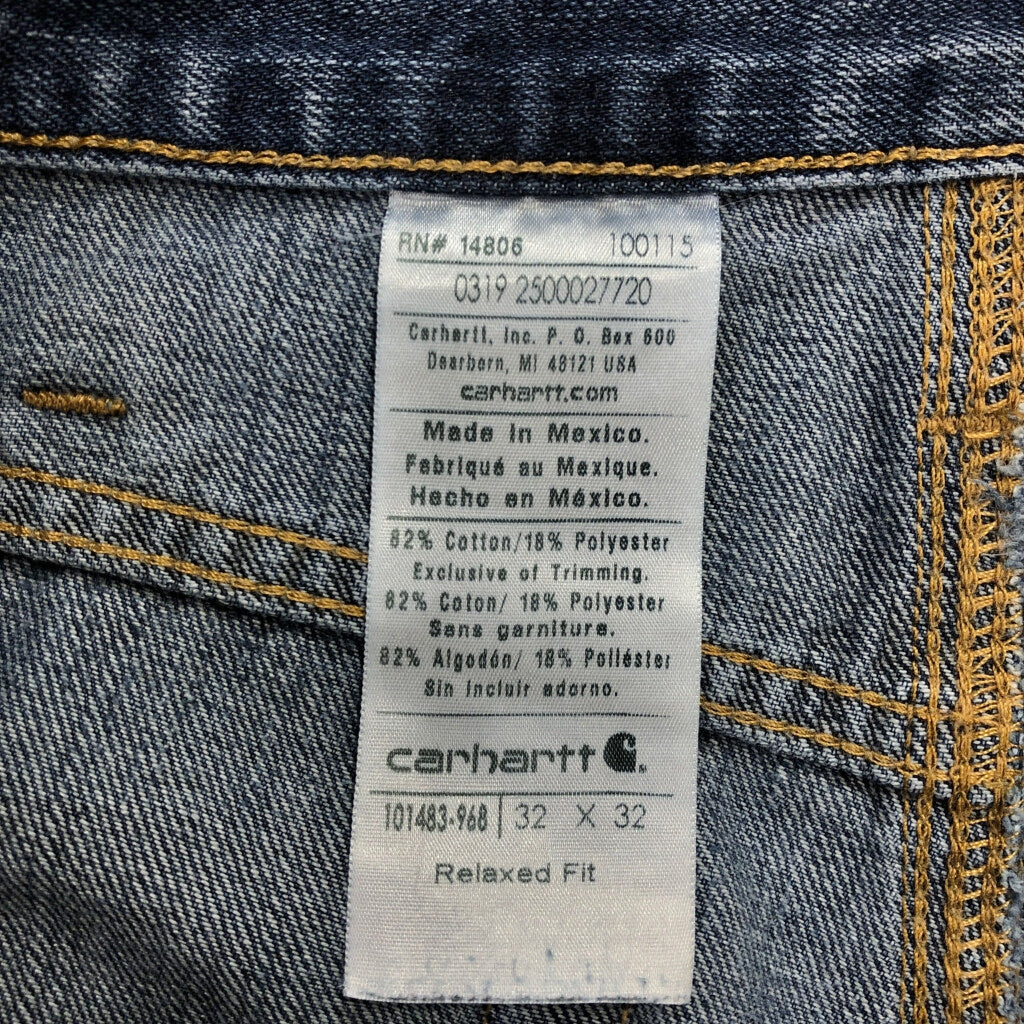 RN# 14806 100115
0319 2500027720
Carhartt, Inc. P. O. Box 600
Dearborn, MI 48121 USA
carhartt.com
Made in Mexico.
Fabriqué au Mexique.
Hecho en México.
82% Cotton/18% Polyester
Exclusive of Trimming.
82% Coton/ 18% Polyester
Sans garniture.
82% Algodón/ 18% Poliéster
Sin incluir adorno.
carhartt
101483-968 | 32 X 32
Relaxed Fit